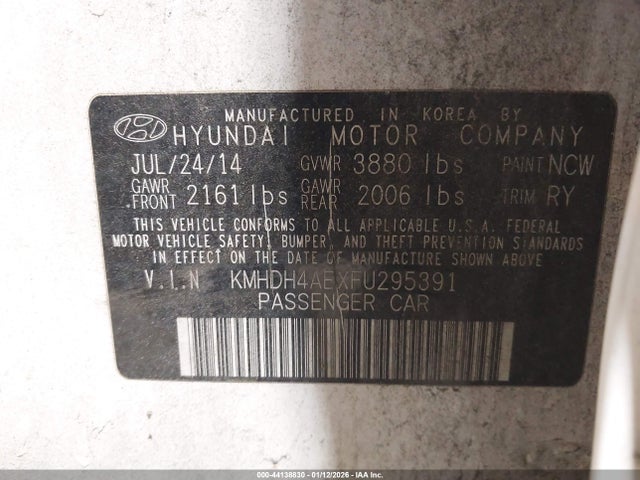 MANUFACTURED IN KOREA BY
HYUNDAI MOTOR COMPANY
JUL/24/14 GVWR 3880 lbs PAINT NCW
GAWR FRONT 2161 lbs GAWR REAR 2006 lbs TRIM RY
THIS VEHICLE CONFORMS TO ALL APPLICABLE U.S.A. FEDERAL
MOTOR VEHICLE SAFETY, BUMPER, AND THEFT PREVENTION STANDARDS
IN EFFECT ON THE DATE OF MANUFACTURE SHOWN ABOVE
V.I.N KMHDH4AEXFU295391
PASSENGER CAR
000-44138830 - 01/12/2026 - IAA Inc.